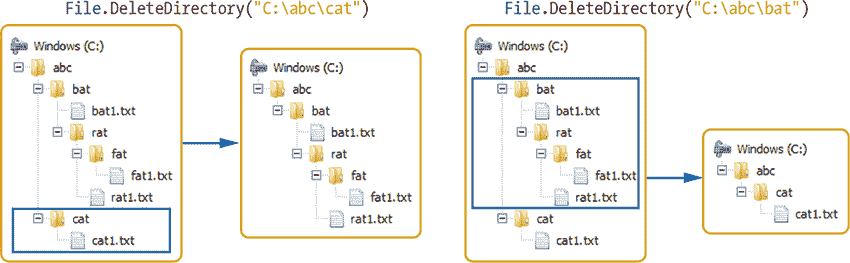 File.DeleteDirectory("C:\abc\cat")
Windows (C:)
abc
bat
bat1.txt
rat
fat
fat1.txt
rat1.txt
cat
cat1.txt
Windows (C:)
abc
bat
bat1.txt
rat
fat
fat1.txt
rat1.txt
File.DeleteDirectory("C:\abc\bat")
Windows (C:)
abc
bat
bat1.txt
rat
fat
fat1.txt
rat1.txt
cat
cat1.txt
Windows (C:)
abc
cat
cat1.txt